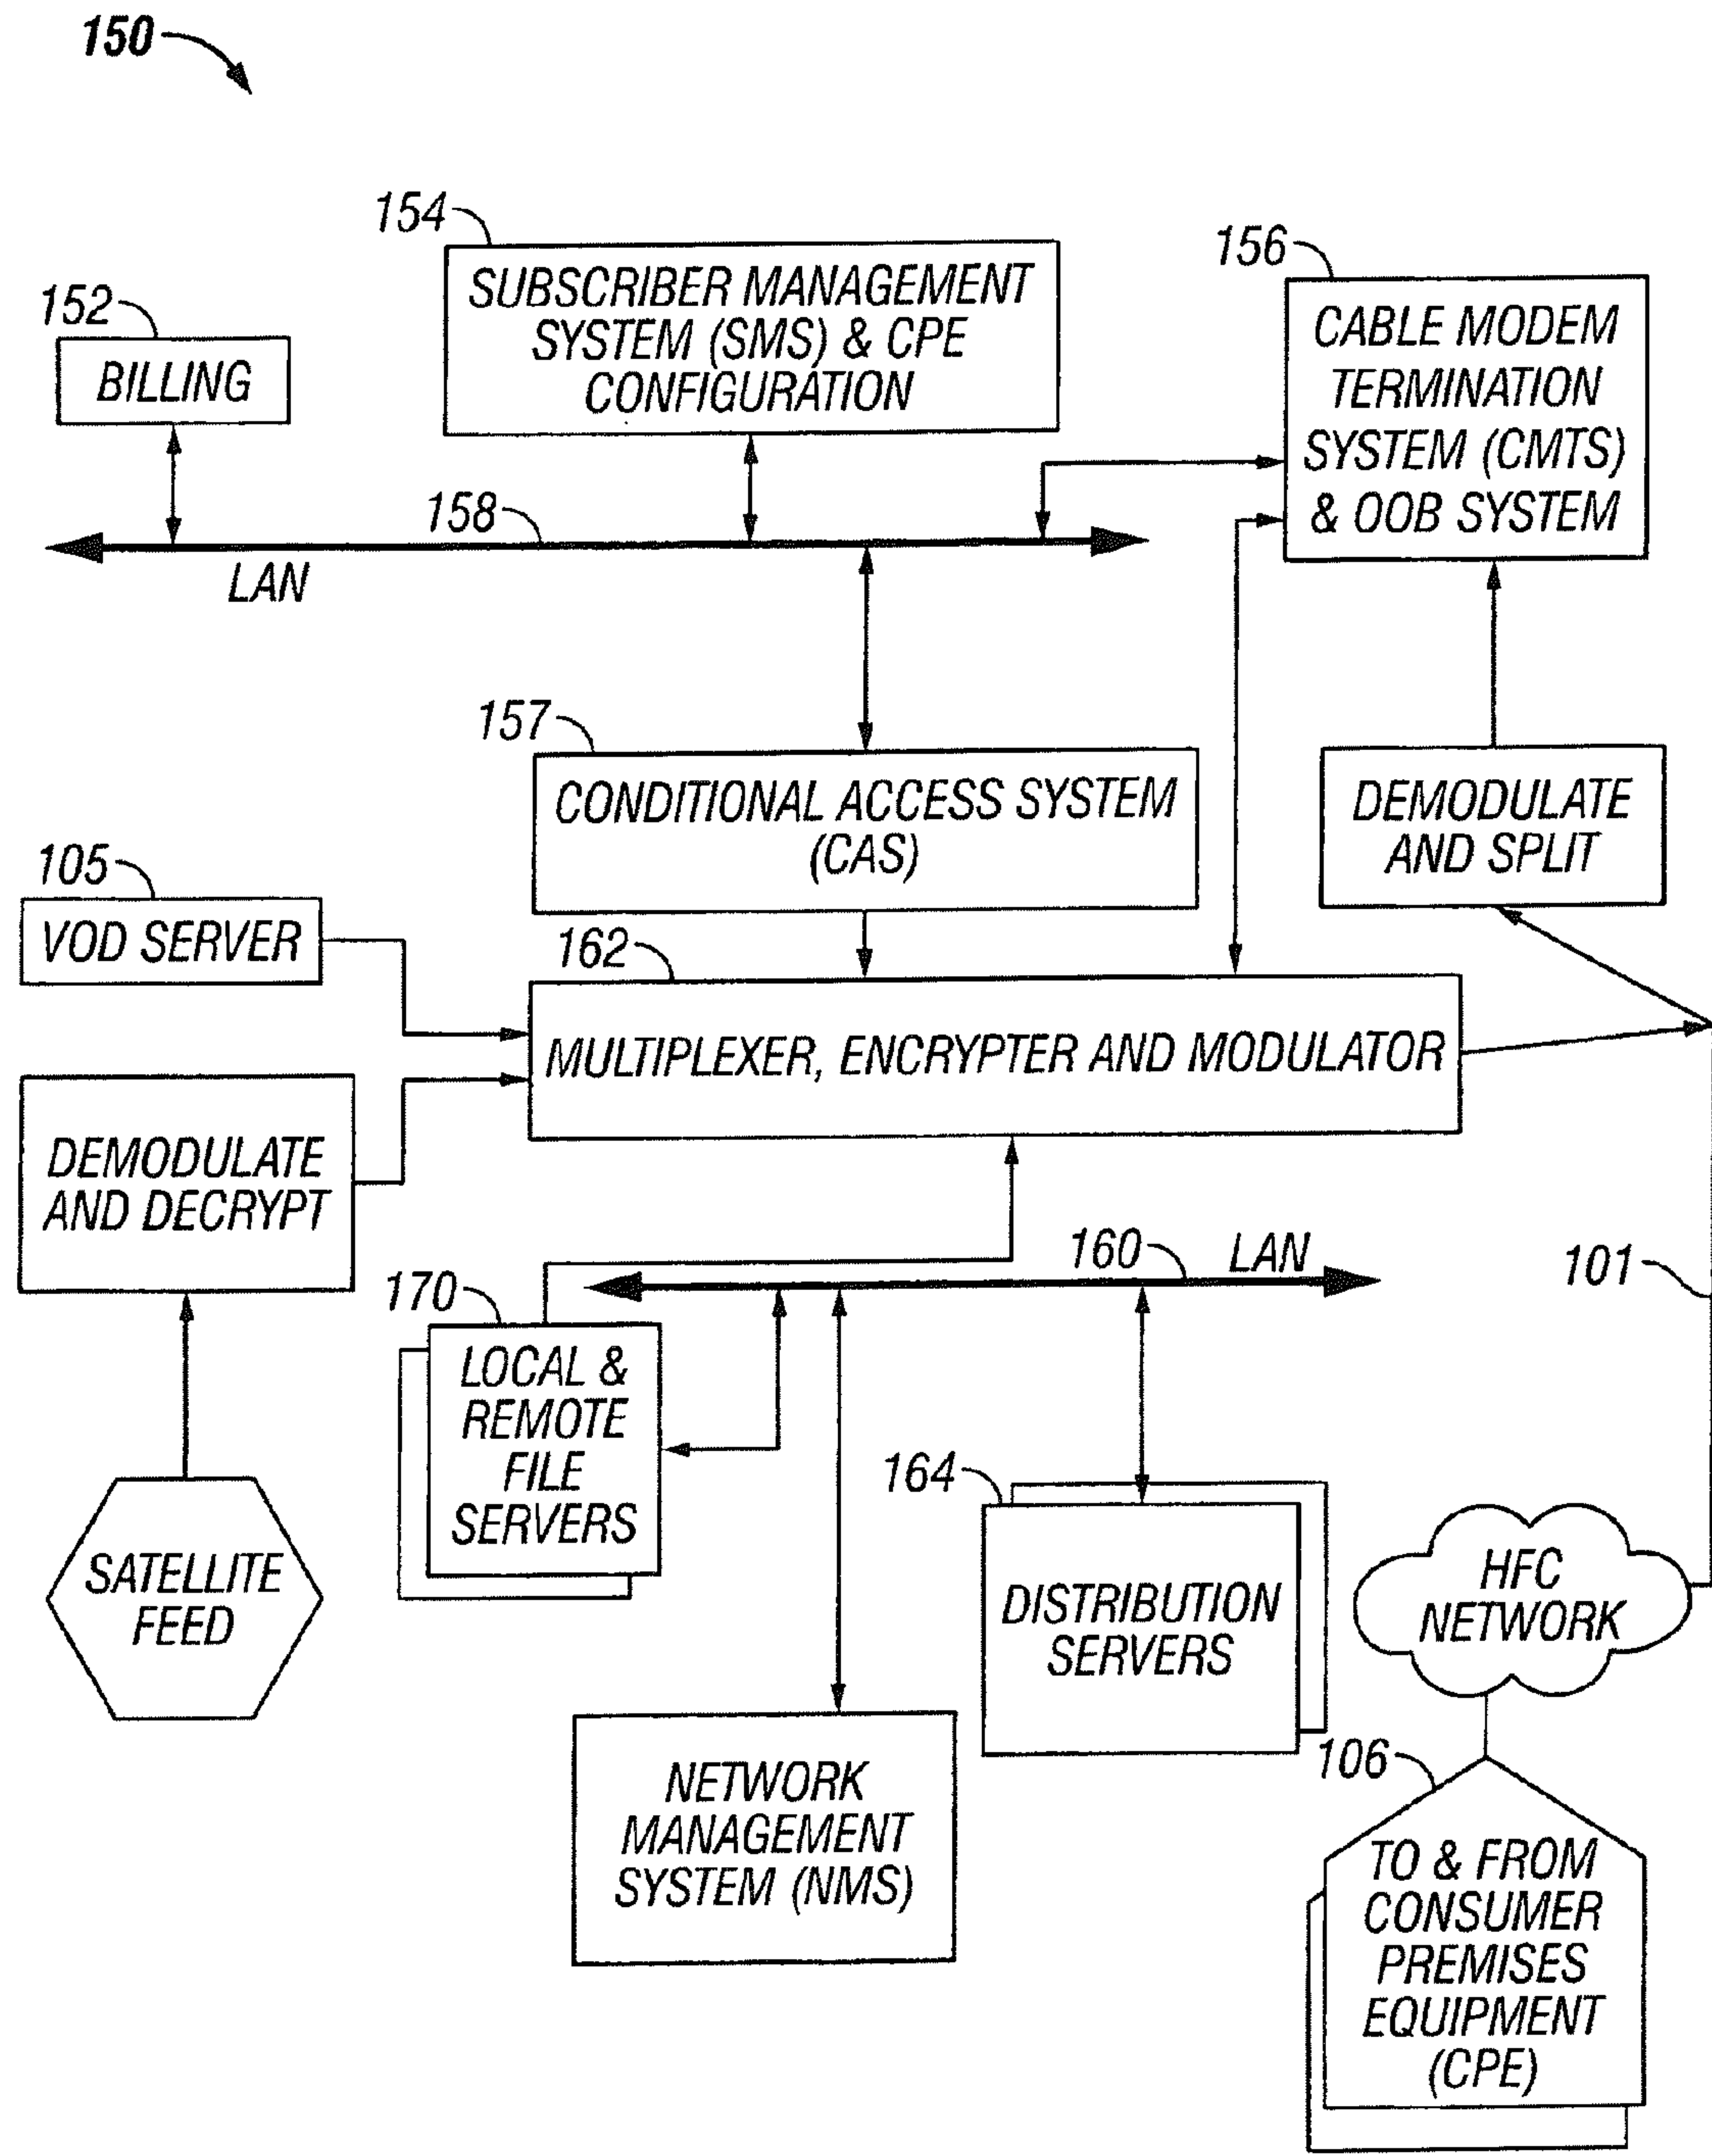 150
154
SUBSCRIBER MANAGEMENT
SYSTEM (SMS) & CPE
CONFIGURATION
156
CABLE MODEM
TERMINATION
SYSTEM (CMTS)
& OOB SYSTEM
152
BILLING
158
LAN
157
CONDITIONAL ACCESS SYSTEM
(CAS)
DEMODULATE
AND SPLIT
105
VOD SERVER
162
MULTIPLEXER, ENCRYPTER AND MODULATOR
DEMODULATE
AND DECRYPT
160
LAN
101
170
LOCAL &
REMOTE
FILE
SERVERS
164
DISTRIBUTION
SERVERS
SATELLITE
FEED
HFC
NETWORK
NETWORK
MANAGEMENT
SYSTEM (NMS)
106
TO & FROM
CONSUMER
PREMISES
EQUIPMENT
(CPE)